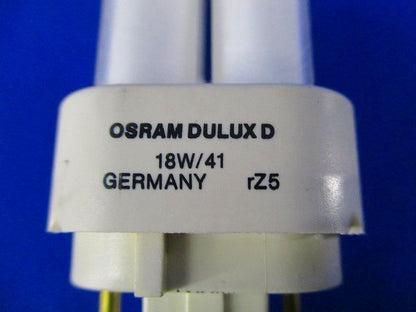 OSRAM DULUX D
18W/41
GERMANY rZ5